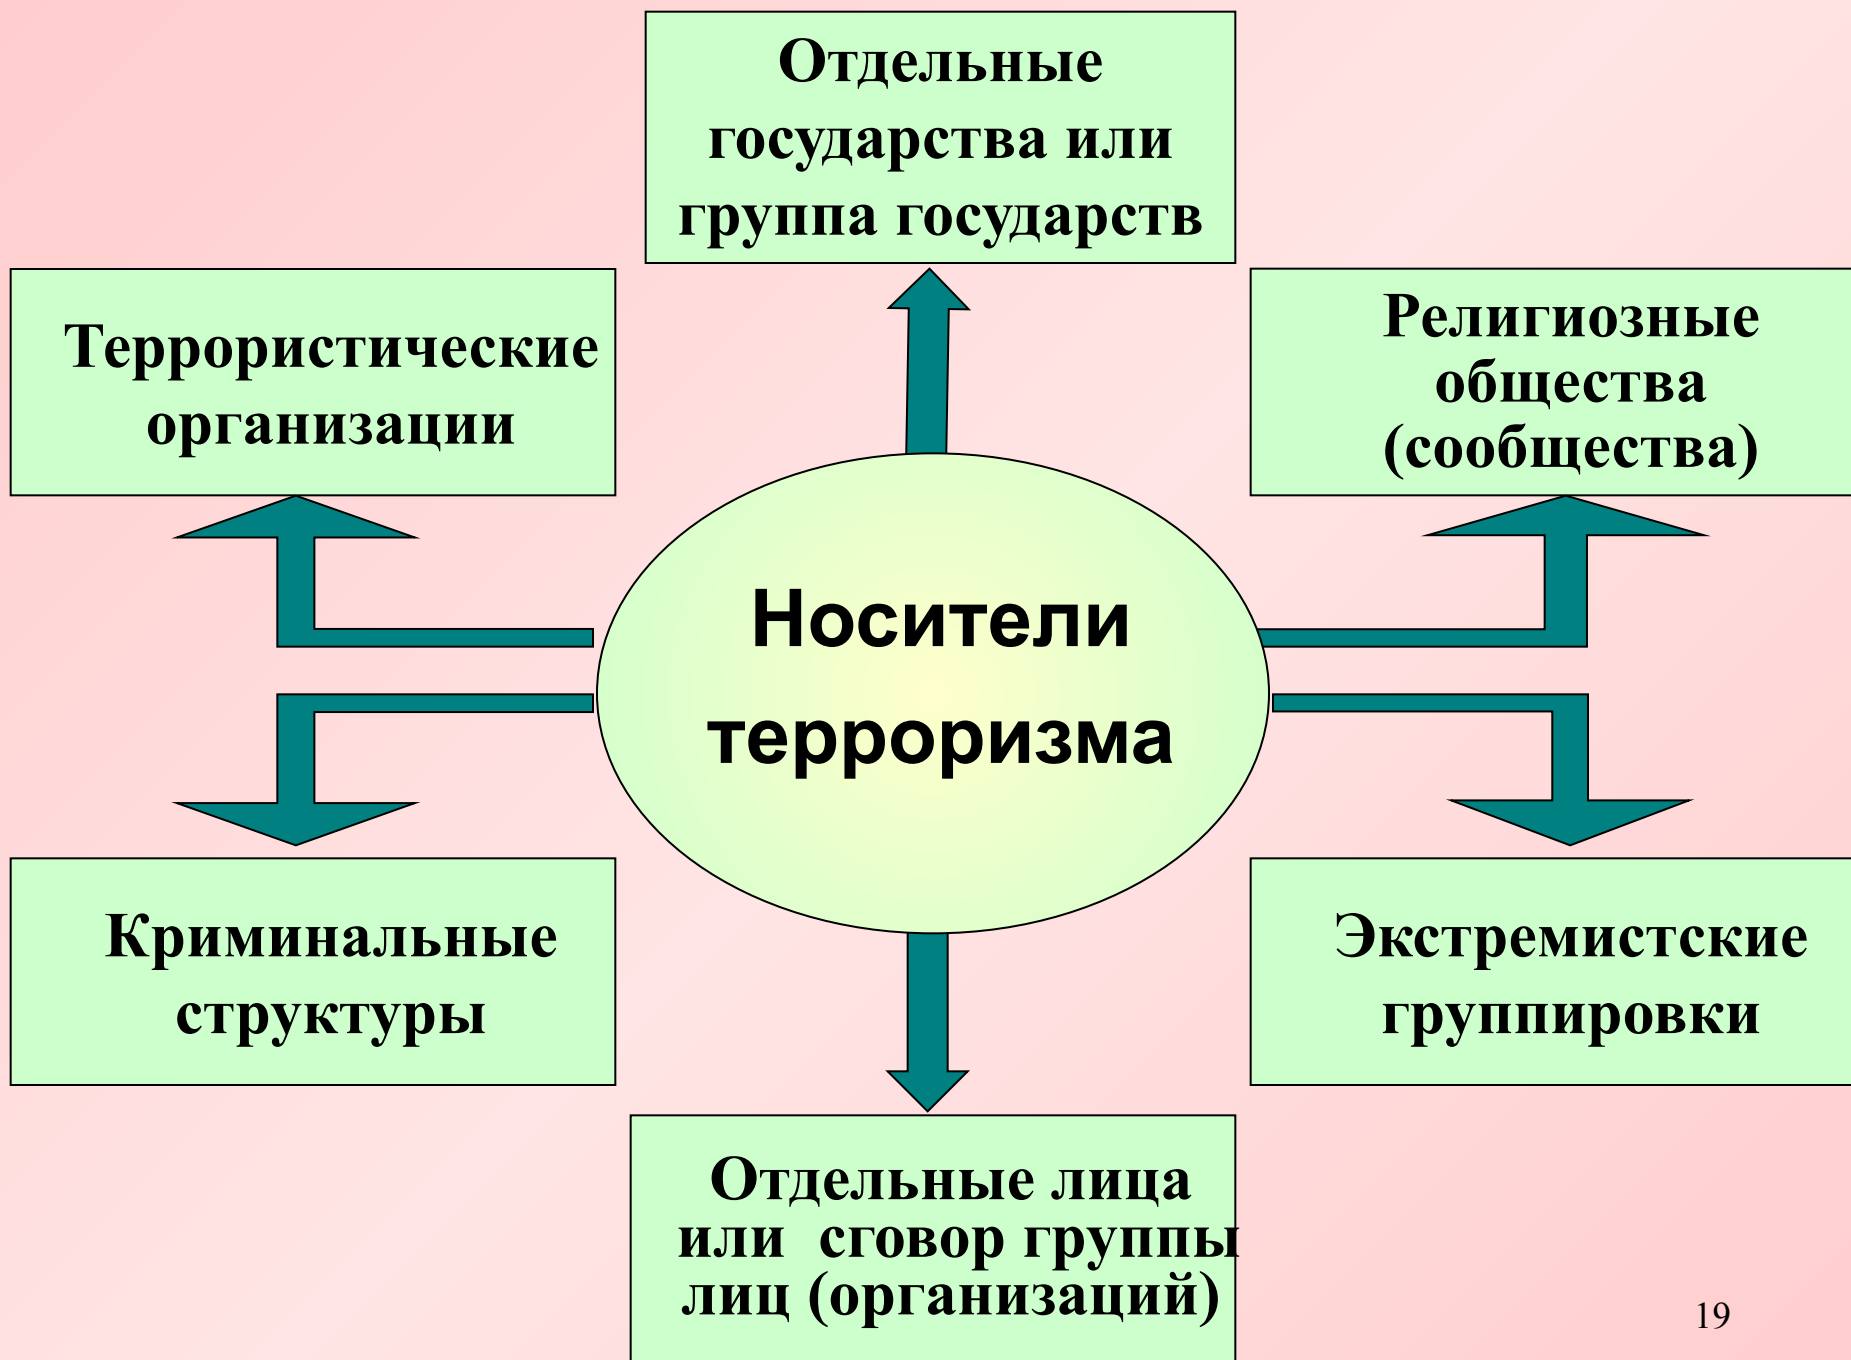 Отдельные
государства или
группа государств
Террористические
организации
Религиозные
общества
(сообщества)
Носители
терроризма
Криминальные
структуры
Экстремистские
группировки
Отдельные лица
или сговор группы
лиц (организаций)
19